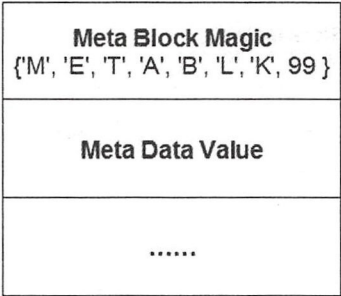 Meta Block Magic
{'M', 'E', 'T', 'A', 'B', 'L', 'K', 99 }
Meta Data Value
......